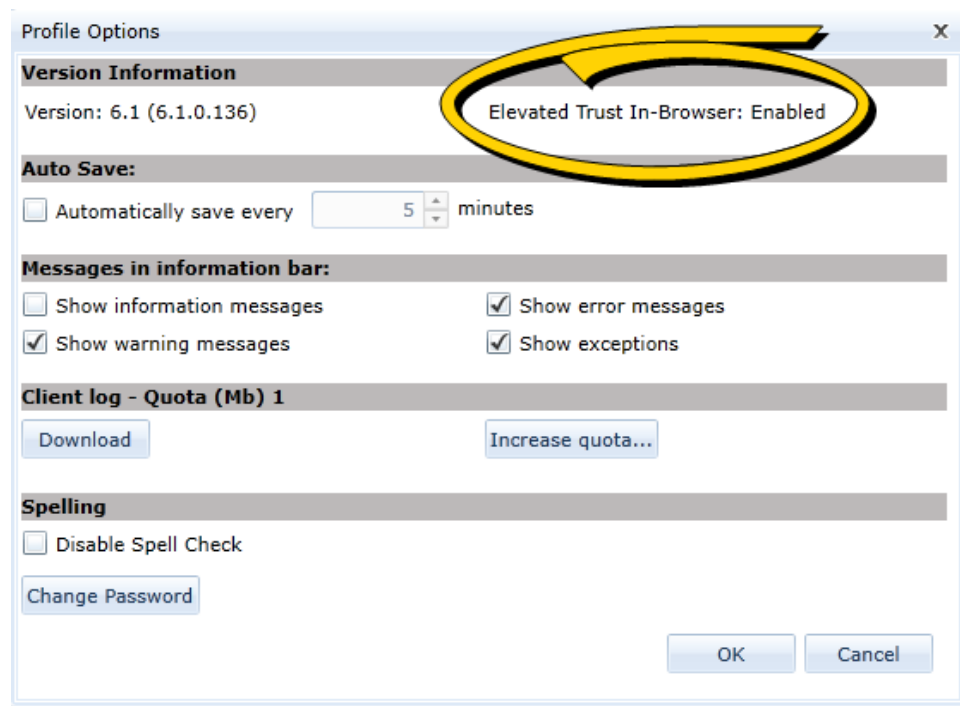 Profile Options x
Version Information
Version: 6.1 (6.1.0.136) Elevated Trust In-Browser: Enabled
Auto Save:
Automatically save every 5 minutes
Messages in information bar:
Show information messages Show error messages
Show warning messages Show exceptions
Client log - Quota (Mb) 1
Download Increase quota...
Spelling
Disable Spell Check
Change Password
OK Cancel